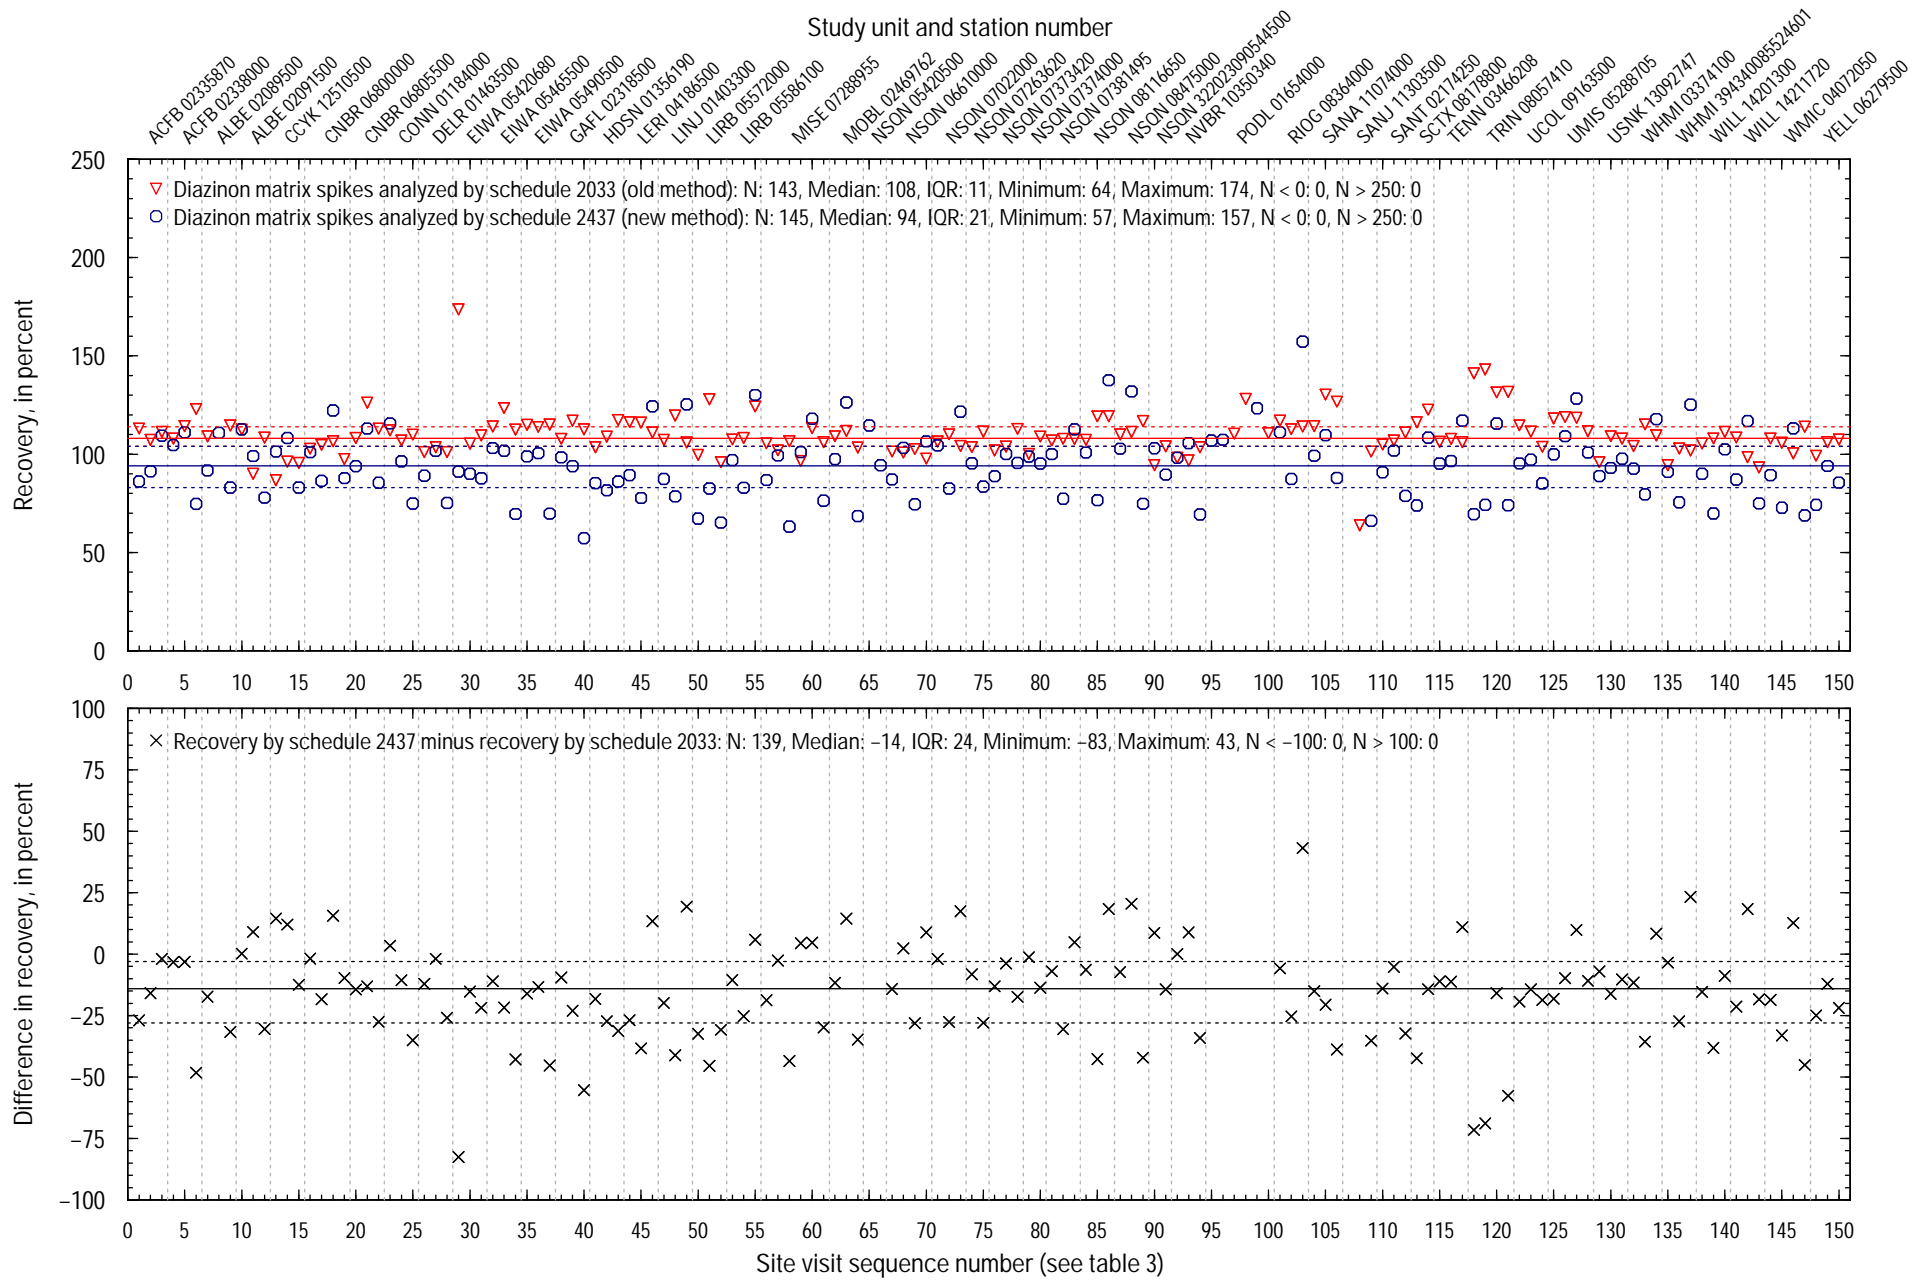 Study unit and station number
ACFB 02335870
ACFB 02338000
ALBE 02089500
ALBE 02091500
CCYK 12510500
CNBR 06800000
CNBR 06805500
CONN 01184000
DELR 01463500
EIWA 05420680
EIWA 05465500
EIWA 05490500
GAFL 02318500
HDSN 01356190
LERI 04186500
LINJ 01403300
LIRB 05572000
LIRB 05586100
MISE 07288955
MOBL 02469762
NSON 05420500
NSON 06610000
NSON 07022000
NSON 07263620
NSON 07373420
NSON 07374000
NSON 07381495
NSON 08116650
NSON 08475000
NSON 322023090544500
NVBR 10350340
PODL 01654000
RIOG 08364000
SANA 11074000
SANJ 11303500
SANT 02174250
SCTX 08178800
TENN 03466208
TRIN 08057410
UCOL 09163500
UMIS 05288705
USNK 13092747
WHMI 03374100
WHMI 394340085524601
WILL 14201300
WILL 14211720
WMIC 04072050
YELL 06279500
Recovery, in percent
250
200
150
100
50
0
Diazinon matrix spikes analyzed by schedule 2033 (old method): N: 143, Median: 108, IQR: 11, Minimum: 64, Maximum: 174, N < 0: 0, N > 250: 0
Diazinon matrix spikes analyzed by schedule 2437 (new method): N: 145, Median: 94, IQR: 21, Minimum: 57, Maximum: 157, N < 0: 0, N > 250: 0
0 5 10 15 20 25 30 35 40 45 50 55 60 65 70 75 80 85 90 95 100 105 110 115 120 125 130 135 140 145 150
Difference in recovery, in percent
100
75
50
25
0
−25
−50
−75
−100
Recovery by schedule 2437 minus recovery by schedule 2033: N: 139, Median: −14, IQR: 24, Minimum: −83, Maximum: 43, N < −100: 0, N > 100: 0
0 5 10 15 20 25 30 35 40 45 50 55 60 65 70 75 80 85 90 95 100 105 110 115 120 125 130 135 140 145 150
Site visit sequence number (see table 3)